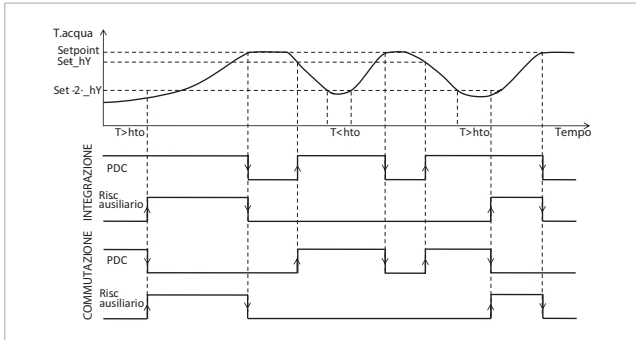 T.acqua
Setpoint
Set_hY
Set -2·_hY
T>hto
T<hto
T>hto
Tempo
INTEGRAZIONE
PDC
Risc
ausiliario
COMMUTAZIONE
PDC
Risc
ausiliario